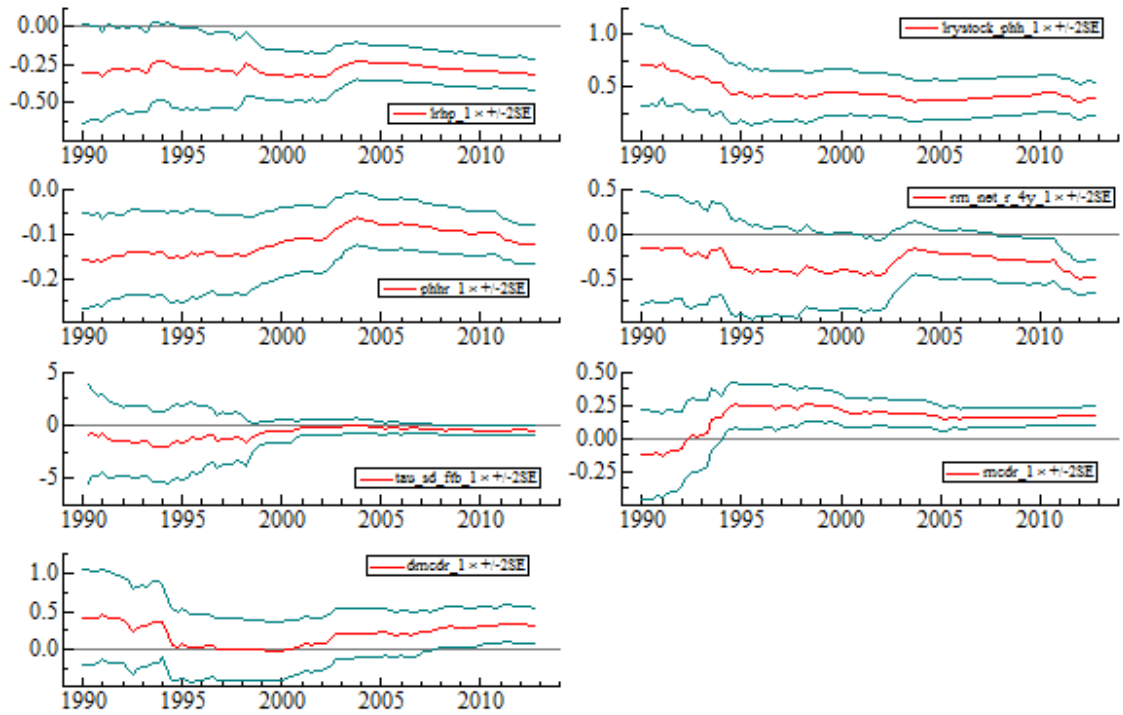 0.00
-0.25
-0.50
lrhp_1 × +/-2SE
1990 1995 2000 2005 2010
1.0
0.5
lrystock_phh_1 × +/-2SE
1990 1995 2000 2005 2010
0.0
-0.1
-0.2
phhr_1 × +/-2SE
1990 1995 2000 2005 2010
0.5
0.0
-0.5
rm_net_r_4y_1 × +/-2SE
1990 1995 2000 2005 2010
5
0
-5
tau_sd_ftb_1 × +/-2SE
1990 1995 2000 2005 2010
0.50
0.25
0.00
-0.25
mcdr_1 × +/-2SE
1990 1995 2000 2005 2010
1.0
0.5
0.0
dmcdr_1 × +/-2SE
1990 1995 2000 2005 2010